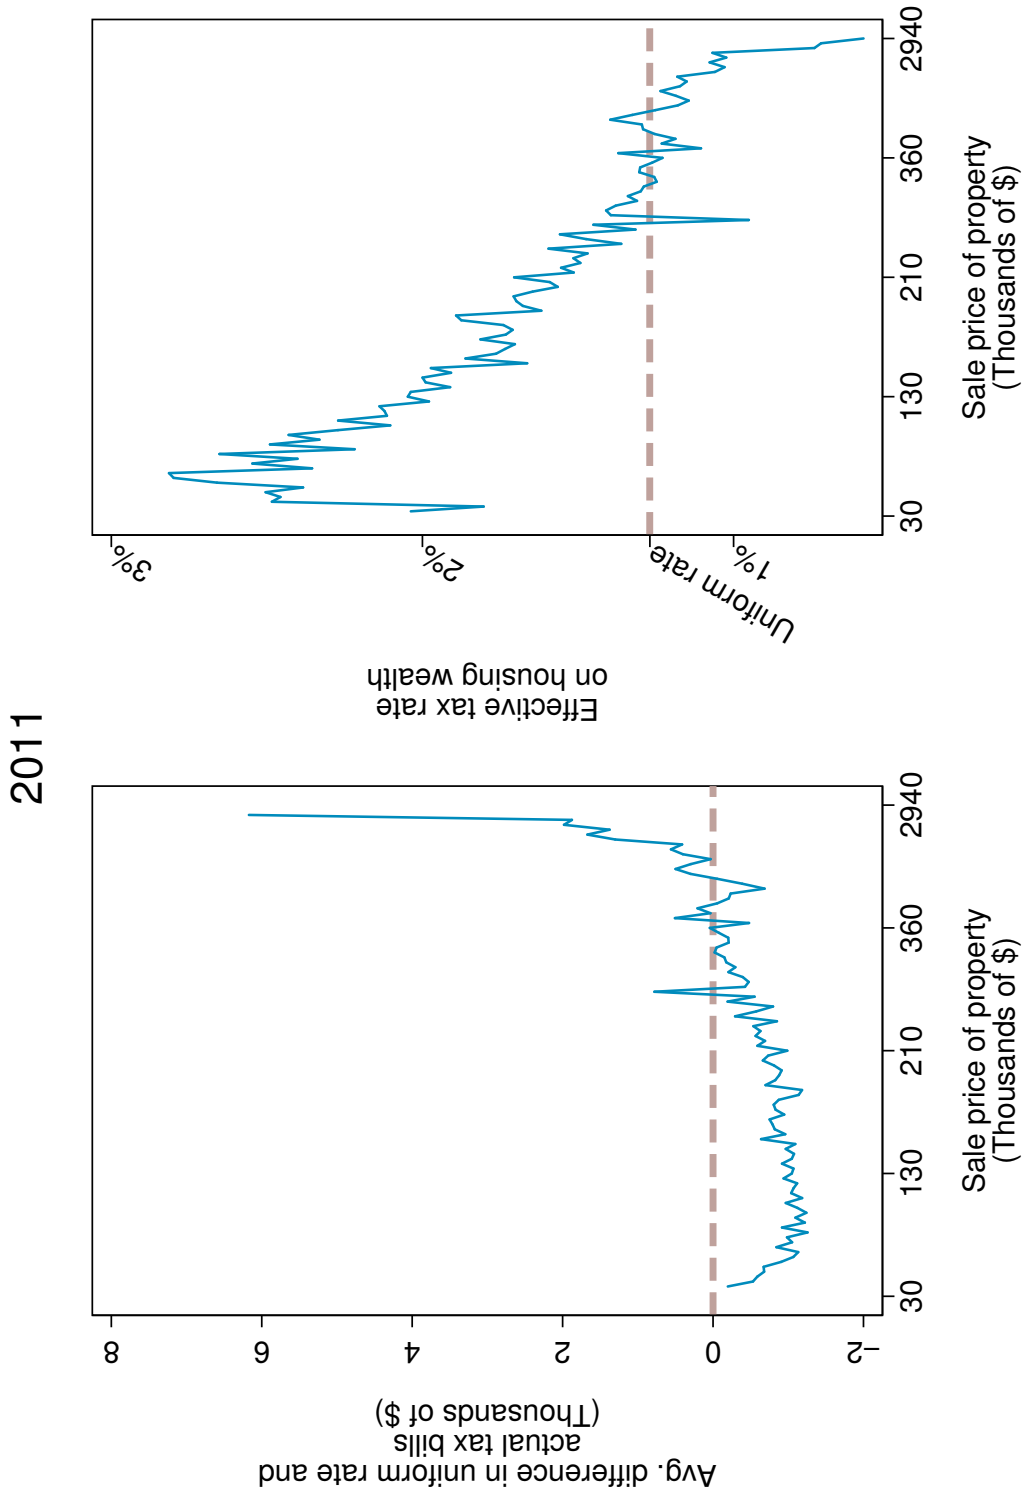 2011
Avg. difference in uniform rate and
actual tax bills
(Thousands of $)
8
6
4
2
0
−2
30
130
210
360
2940
Sale price of property
(Thousands of $)
Effective tax rate
on housing wealth
3%
2%
Uniform rate
1%
30
130
210
360
2940
Sale price of property
(Thousands of $)